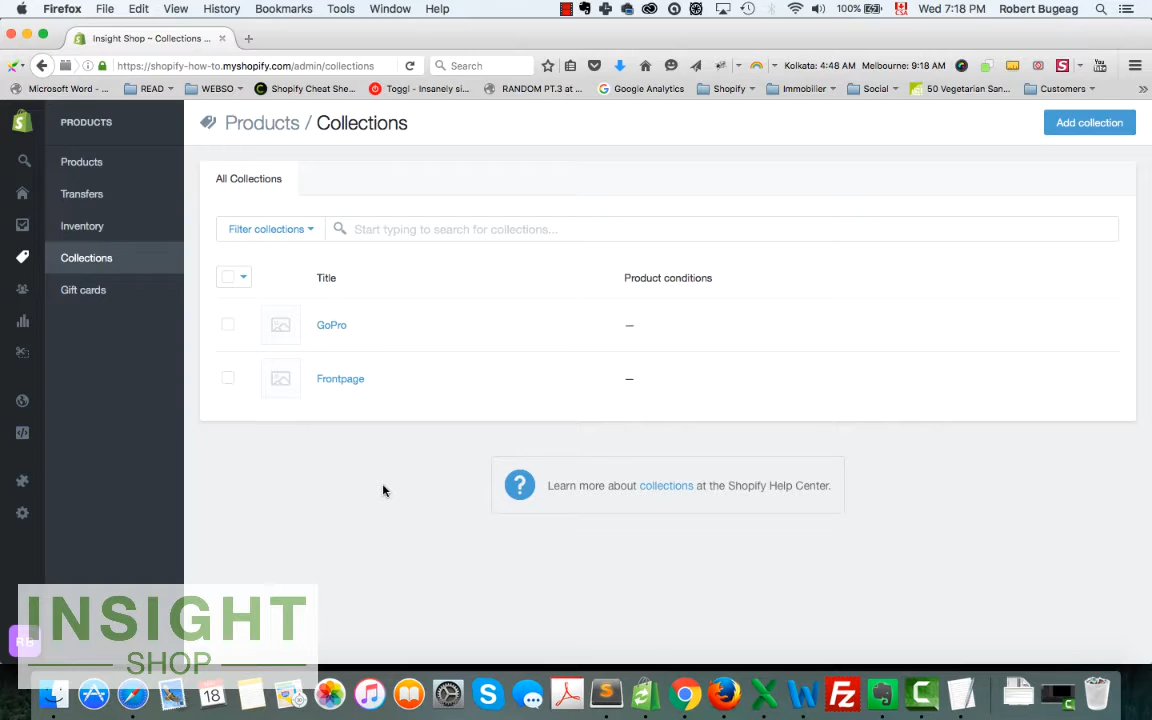 Firefox File Edit View History Bookmarks Tools Window Help 100% Wed 7:18 PM Robert Bugeag
Insight Shop ~ Collections ...
https://shopify-how-to.myshopify.com/admin/collections Search Kolkata: 4:48 AM Melbourne: 9:18 AM
Microsoft Word - ... READ WEBSO Shopify Cheat She... Toggl - Insanely si... RANDOM PT.3 at ... Google Analytics Shopify Immobilier Social 50 Vegetarian San... Customers
PRODUCTS
Products / Collections
Add collection
Products
Transfers
Inventory
Collections
Gift cards
All Collections
Filter collections Start typing to search for collections...
Title Product conditions
GoPro —
Frontpage —
? Learn more about collections at the Shopify Help Center.
INSIGHT
SHOP
RB
18